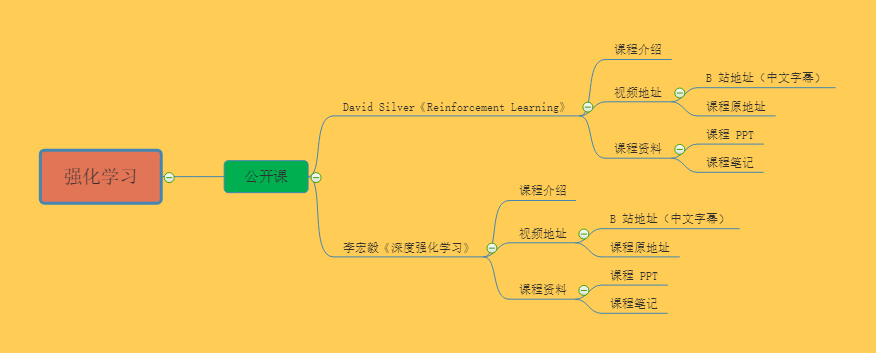 强化学习
公开课
David Silver《Reinforcement Learning》
课程介绍
视频地址
B 站地址（中文字幕）
课程原地址
课程资料
课程 PPT
课程笔记
李宏毅《深度强化学习》
课程介绍
视频地址
B 站地址（中文字幕）
课程原地址
课程资料
课程 PPT
课程笔记